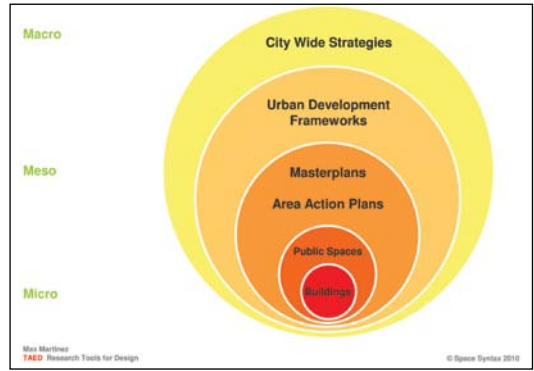 Macro
City Wide Strategies
Urban Development
Frameworks
Meso
Masterplans
Area Action Plans
Public Spaces
Micro
Buildings
Max Martinez
TAED Research Tools for Design
© Space Syntax 2010